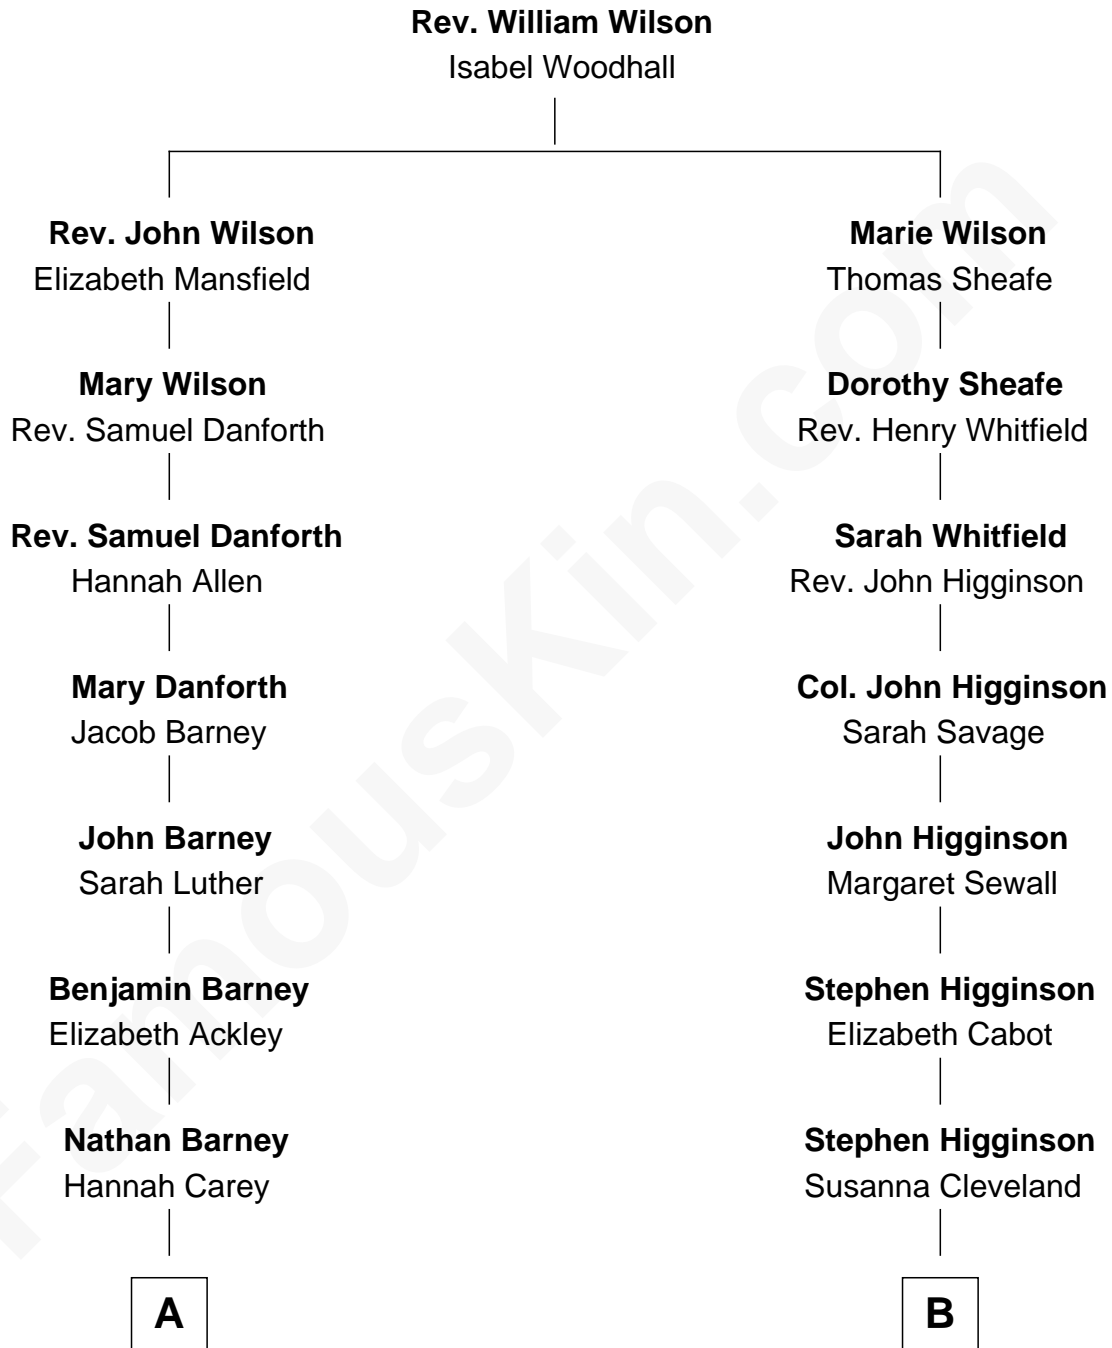 Rev. William Wilson
Isabel Woodhall
Rev. John Wilson
Elizabeth Mansfield
Marie Wilson
Thomas Sheafe
Mary Wilson
Rev. Samuel Danforth
Dorothy Sheafe
Rev. Henry Whitfield
Rev. Samuel Danforth
Hannah Allen
Sarah Whitfield
Rev. John Higginson
Mary Danforth
Jacob Barney
Col. John Higginson
Sarah Savage
John Barney
Sarah Luther
John Higginson
Margaret Sewall
Benjamin Barney
Elizabeth Ackley
Stephen Higginson
Elizabeth Cabot
Nathan Barney
Hannah Carey
Stephen Higginson
Susanna Cleveland
A
B
FamousKin.com